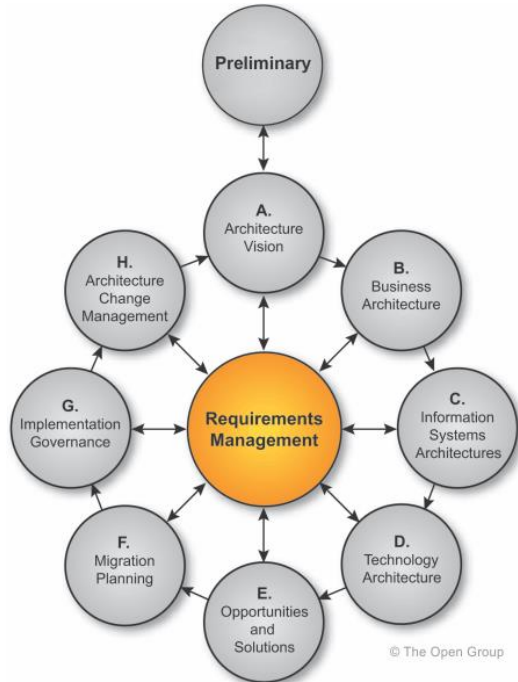 Preliminary
A.
Architecture
Vision
B.
Business
Architecture
C.
Information
Systems
Architectures
D.
Technology
Architecture
E.
Opportunities
and
Solutions
F.
Migration
Planning
G.
Implementation
Governance
H.
Architecture
Change
Management
Requirements
Management
© The Open Group